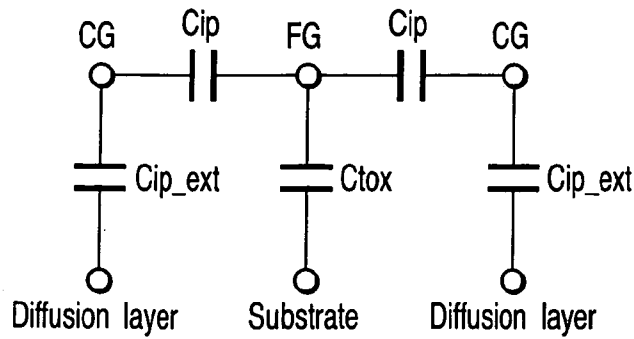 Cip Cip
CG FG CG
Cip_ext Ctox Cip_ext
Diffusion layer Substrate Diffusion layer